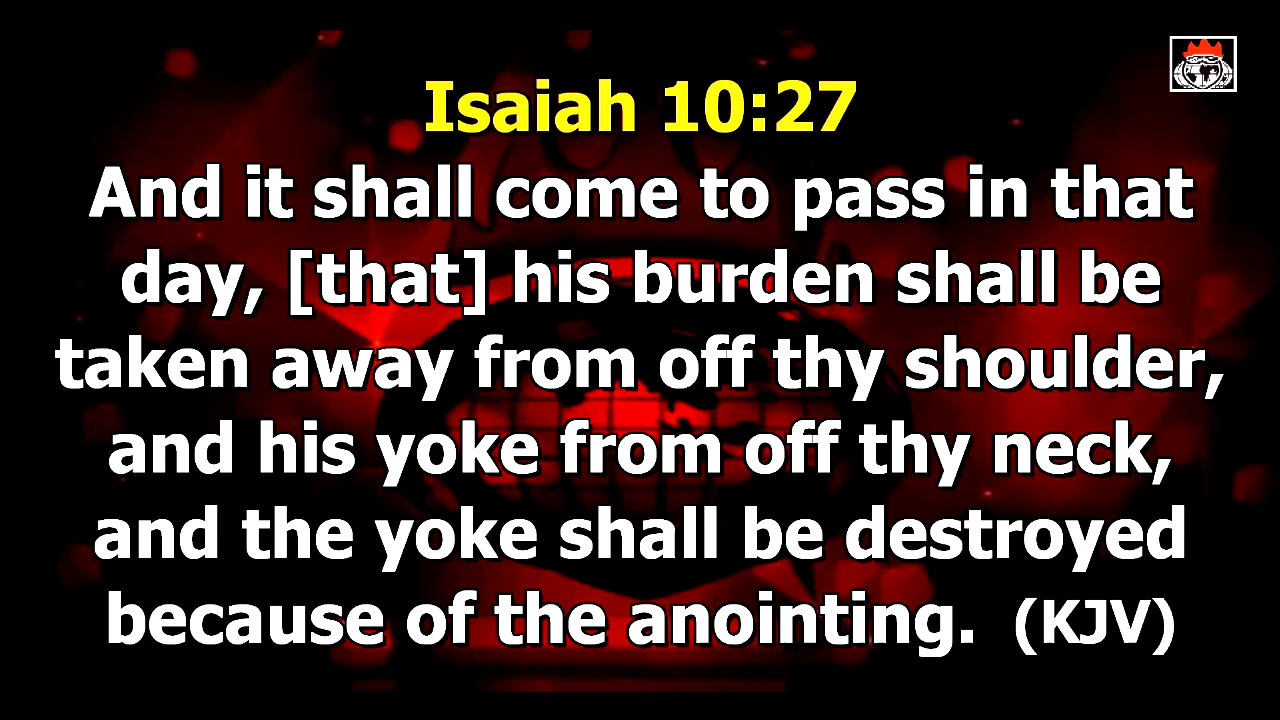 Isaiah 10:27
And it shall come to pass in that
day, [that] his burden shall be
taken away from off thy shoulder,
and his yoke from off thy neck,
and the yoke shall be destroyed
because of the anointing. (KJV)